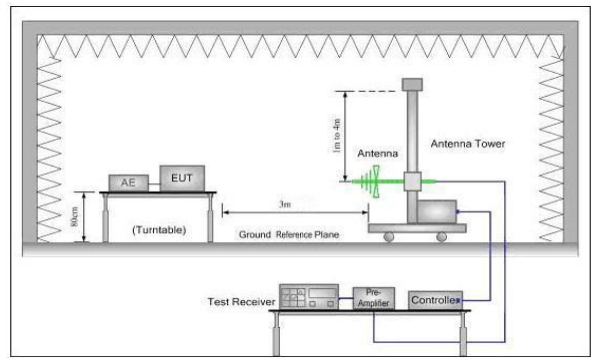 1m to 4m
Antenna
Antenna Tower
AE
EUT
80cm
(Turntable)
3m
Ground Reference Plane
Test Receiver
Pre-
Amplifier
Controller